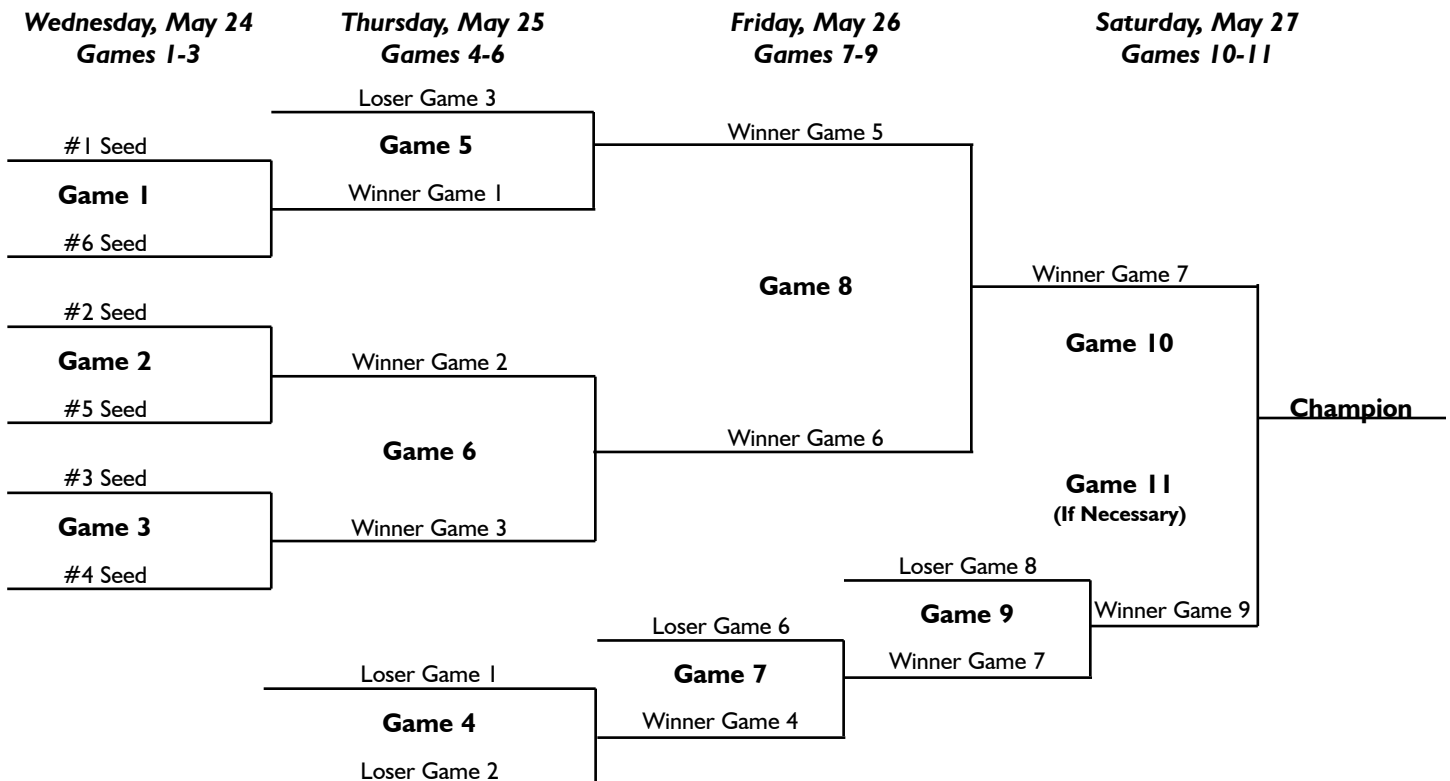 Wednesday, May 24
Games 1-3
Thursday, May 25
Games 4-6
Friday, May 26
Games 7-9
Saturday, May 27
Games 10-11
#1 Seed
Game 1
#6 Seed
#2 Seed
Game 2
#5 Seed
#3 Seed
Game 3
#4 Seed
Loser Game 3
Game 5
Winner Game 1
Winner Game 2
Game 6
Winner Game 3
Loser Game 1
Game 4
Loser Game 2
Winner Game 5
Game 8
Winner Game 6
Loser Game 6
Game 7
Winner Game 4
Loser Game 8
Game 9
Winner Game 7
Winner Game 7
Game 10
Game 11
(If Necessary)
Winner Game 9
Champion